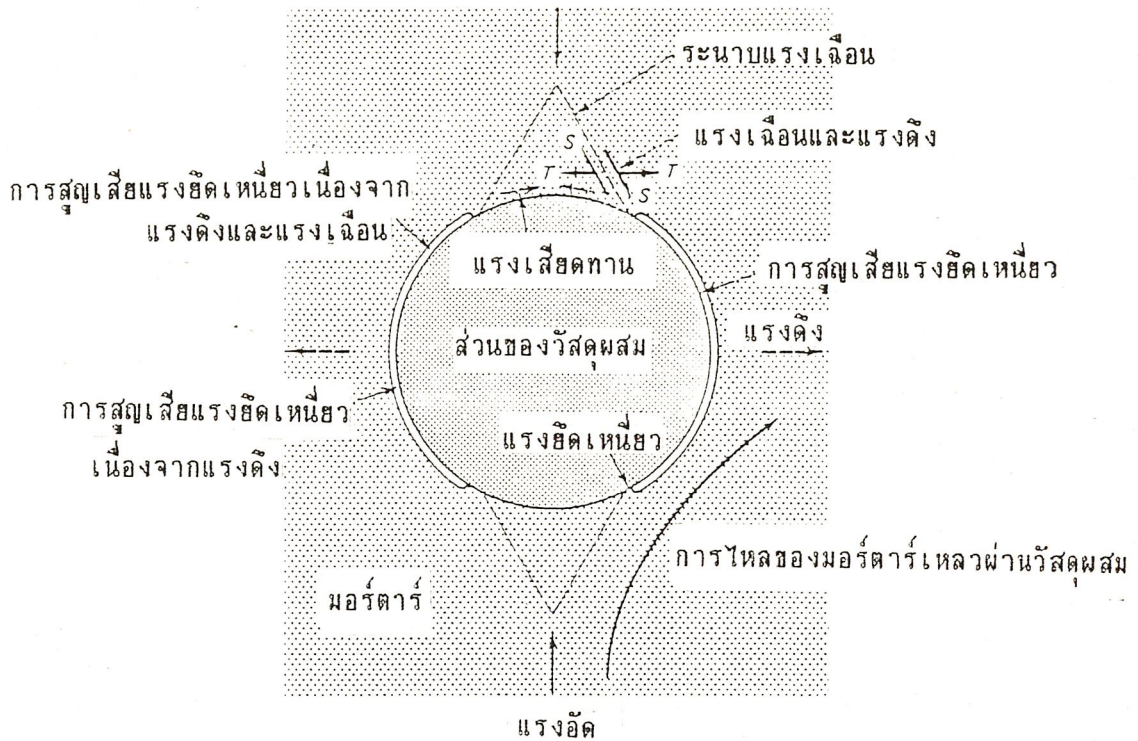 ระนาบแรงเฉือน
แรงเฉือนและแรงดึง
S
T
T
S
การสูญเสียแรงยึดเหนี่ยวเนื่องจาก
แรงดึงและแรงเฉือน
แรงเสียดทาน
การสูญเสียแรงยึดเหนี่ยว
แรงดึง
ส่วนของวัสดุผสม
การสูญเสียแรงยึดเหนี่ยว
เนื่องจากแรงดึง
แรงยึดเหนี่ยว
การไหลของมอร์ตาร์เหลวผ่านวัสดุผสม
มอร์ตาร์
แรงอัด